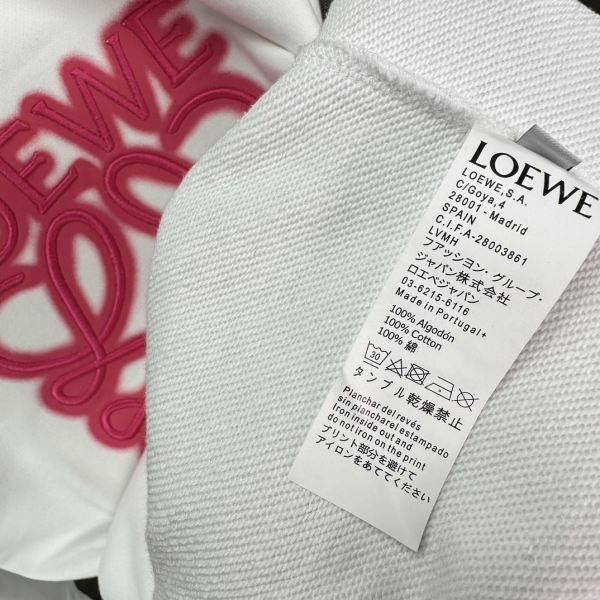 LOEWE
OEWE
LOEWE
LOEWE,S.A.
C/Goya,4
28001 - Madrid
SPAIN
C.I.F.A-28003861
LVMH
ファッシヨン・グループ・
ジャパン株式会社
ロエベジャパン
03-6215-6116
Made in Portugal+
100% Algodón
100% Cotton
100% 綿
30
タンブル乾燥禁止
Planchar del revés
sin plancharel estampado
Iron inside out and
do not iron on the print
プリント部分を避けて
アイロンをあててください